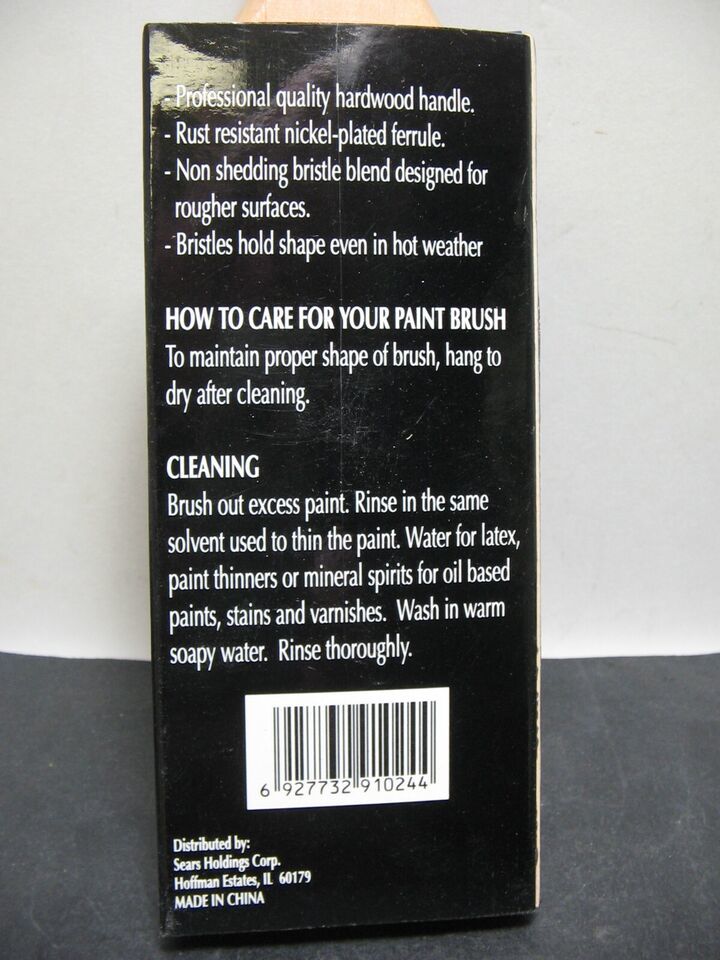 - Professional quality hardwood handle.
- Rust resistant nickel-plated ferrule.
- Non shedding bristle blend designed for
rougher surfaces.
- Bristles hold shape even in hot weather
HOW TO CARE FOR YOUR PAINT BRUSH
To maintain proper shape of brush, hang to
dry after cleaning.
CLEANING
Brush out excess paint. Rinse in the same
solvent used to thin the paint. Water for latex,
paint thinners or mineral spirits for oil based
paints, stains and varnishes. Wash in warm
soapy water. Rinse thoroughly.
6 927732 910244
Distributed by:
Sears Holdings Corp.
Hoffman Estates, IL 60179
MADE IN CHINA